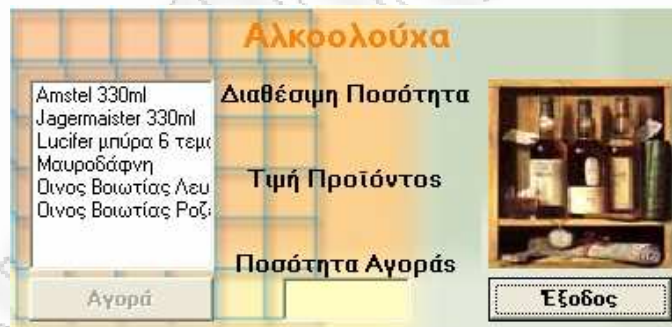 Αλκοολούχα
Amstel 330ml
Jagermaister 330ml
Lucifer μπύρα 6 τεμα
Μαυροδάφνη
Οινος Βοιωτίας Λευ
Οινος Βοιωτίας Ροζ
Διαθέσιμη Ποσότητα
Τιμή Προϊόντος
Ποσότητα Αγοράς
Αγορά
Έξοδος